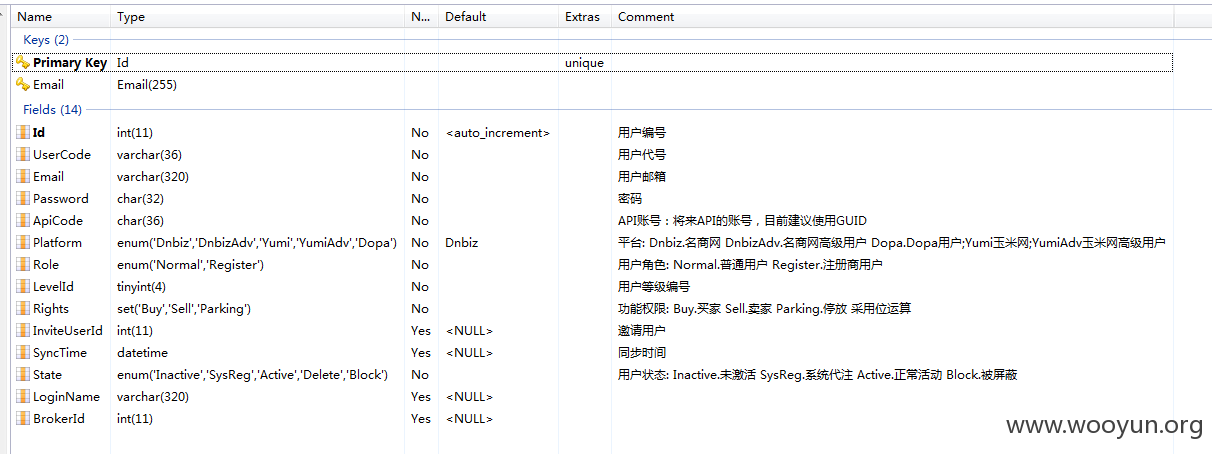 Name Type N... Default Extras Comment
Keys (2)
Primary Key Id unique
Email Email(255)
Fields (14)
Id int(11) No <auto_increment> 用户编号
UserCode varchar(36) No 用户代号
Email varchar(320) No 用户邮箱
Password char(32) No 密码
ApiCode char(36) No API账号：将来API的账号，目前建议使用GUID
Platform enum('Dnbiz','DnbizAdv','Yumi','YumiAdv','Dopa') No Dnbiz 平台: Dnbiz.名商网 DnbizAdv.名商网高级用户 Dopa.Dopa用户;Yumi玉米网;YumiAdv玉米网高级用户
Role enum('Normal','Register') No 用户角色: Normal.普通用户 Register.注册商用户
LevelId tinyint(4) No 用户等级编号
Rights set('Buy','Sell','Parking') No 功能权限: Buy.买家 Sell.卖家 Parking.停放 采用位运算
InviteUserId int(11) Yes <NULL> 邀请用户
SyncTime datetime Yes <NULL> 同步时间
State enum('Inactive','SysReg','Active','Delete','Block') No 用户状态: Inactive.未激活 SysReg.系统代注 Active.正常活动 Block.被屏蔽
LoginName varchar(320) Yes <NULL>
BrokerId int(11) Yes <NULL>
www.wooyun.org